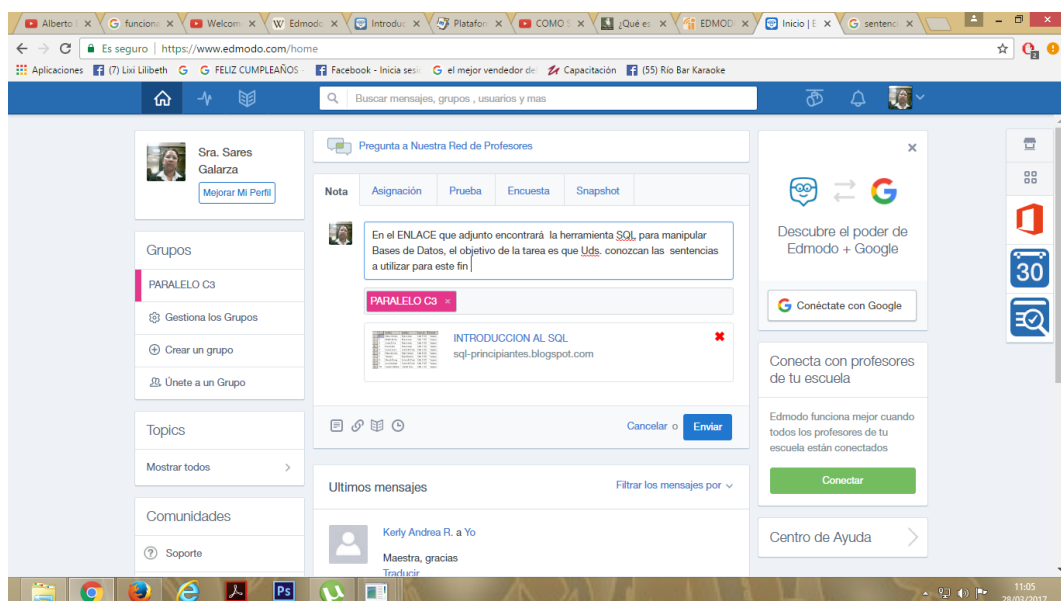 Alberto
funciona
Welcom
Edmodo
Introduc
Platafor
COMO S
¿Qué es
EDMOD
Inicio | E
sentenci
Es seguro | https://www.edmodo.com/home
Aplicaciones
(7) Lixi Lilibeth
FELIZ CUMPLEAÑOS -
Facebook - Inicia sesi
el mejor vendedor del
Capacitación
(55) Río Bar Karaoke
Buscar mensajes, grupos , usuarios y mas
Sra. Sares
Galarza
Mejorar Mi Perfil
Grupos
PARALELO C3
Gestiona los Grupos
Crear un grupo
Únete a un Grupo
Topics
Mostrar todos
Comunidades
Soporte
Pregunta a Nuestra Red de Profesores
Nota Asignación Prueba Encuesta Snapshot
En el ENLACE que adjunto encontrará la herramienta SQL para manipular
Bases de Datos, el objetivo de la tarea es que Uds. conozcan las sentencias
a utilizar para este fin
PARALELO C3 ×
INTRODUCCION AL SQL
sql-principiantes.blogspot.com
Cancelar o Enviar
Ultimos mensajes
Filtrar los mensajes por
Kerly Andrea R. a Yo
Maestra, gracias
Traducir
Descubre el poder de
Edmodo + Google
Conéctate con Google
Conecta con profesores
de tu escuela
Edmodo funciona mejor cuando
todos los profesores de tu
escuela están conectados
Conectar
Centro de Ayuda
30
Ps
11:05
28/03/2017